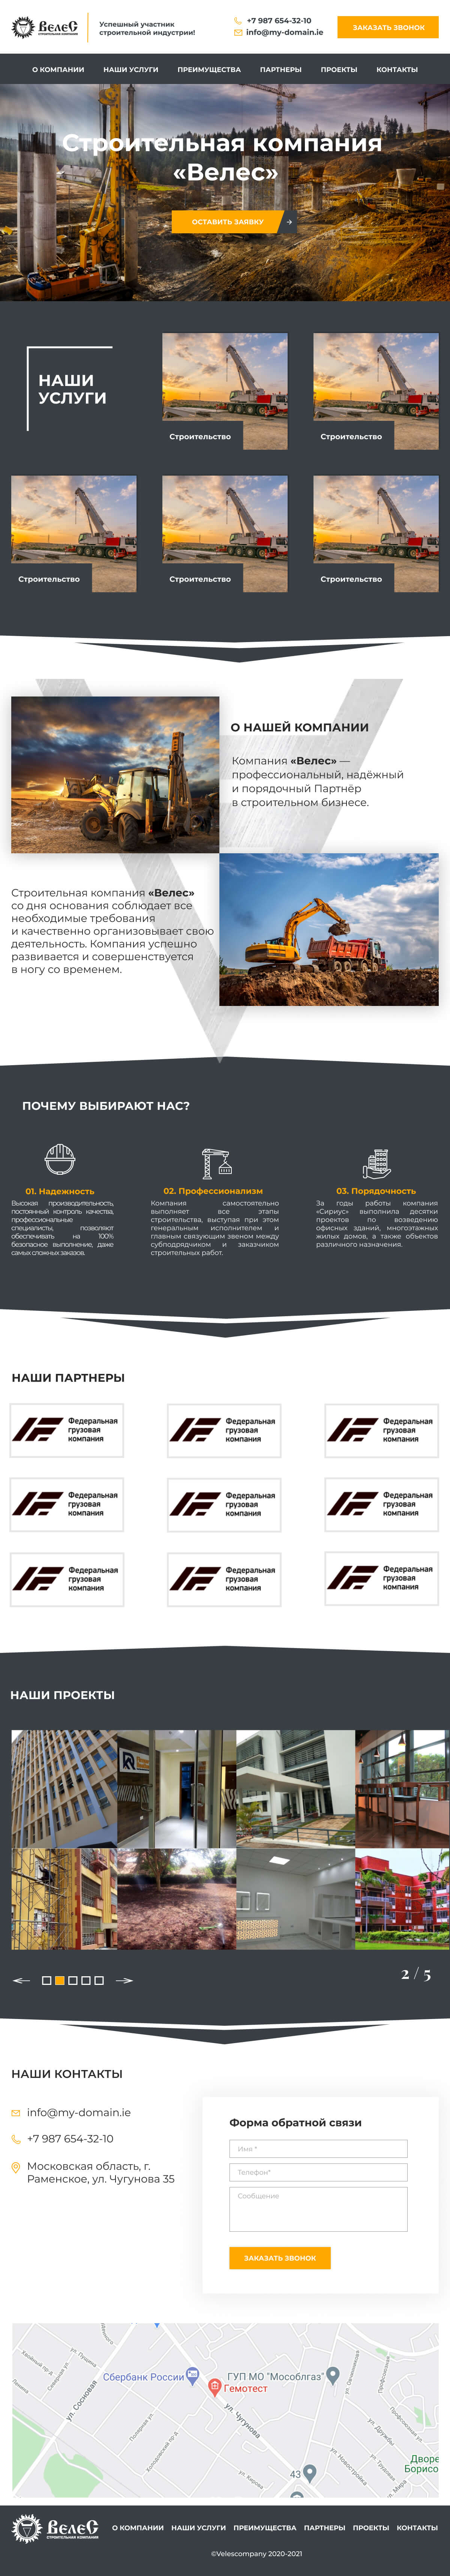 ВелеС
СТРОИТЕЛЬНАЯ КОМПАНИЯ
Успешный участник
строительной индустрии!
+7 987 654-32-10
info@my-domain.ie
ЗАКАЗАТЬ ЗВОНОК
О КОМПАНИИ НАШИ УСЛУГИ ПРЕИМУЩЕСТВА ПАРТНЕРЫ ПРОЕКТЫ КОНТАКТЫ
Строительная компания
«Велес»
ОСТАВИТЬ ЗАЯВКУ
НАШИ
УСЛУГИ
Строительство
Строительство
Строительство
Строительство
Строительство
О НАШЕЙ КОМПАНИИ
Компания «Велес» —
профессиональный, надёжный
и порядочный Партнёр
в строительном бизнесе.
Строительная компания «Велес»
со дня основания соблюдает все
необходимые требования
и качественно организовывает свою
деятельность. Компания успешно
развивается и совершенствуется
в ногу со временем.
ПОЧЕМУ ВЫБИРАЮТ НАС?
01. Надежность
Высокая производительность,
постоянный контроль качества,
профессиональные
специалисты, позволяют
обеспечивать на 100%
безопасное выполнение, даже
самых сложных заказов.
02. Профессионализм
Компания самостоятельно
выполняет все этапы
строительства, выступая при этом
генеральным исполнителем и
главным связующим звеном между
субподрядчиком и заказчиком
строительных работ.
03. Порядочность
За годы работы компания
«Сириус» выполнила десятки
проектов по возведению
офисных зданий, многоэтажных
жилых домов, а также объектов
различного назначения.
НАШИ ПАРТНЕРЫ
Федеральная
грузовая
компания
Федеральная
грузовая
компания
Федеральная
грузовая
компания
Федеральная
грузовая
компания
Федеральная
грузовая
компания
Федеральная
грузовая
компания
Федеральная
грузовая
компания
Федеральная
грузовая
компания
Федеральная
грузовая
компания
НАШИ ПРОЕКТЫ
2 / 5
НАШИ КОНТАКТЫ
info@my-domain.ie
+7 987 654-32-10
Московская область, г.
Раменское, ул. Чугунова 35
Форма обратной связи
Имя *
Телефон*
Сообщение
ЗАКАЗАТЬ ЗВОНОК
Сбербанк России
ГУП МО "Мособлгаз"
Гемотест
ул. Сосновая
ул. Чугунова
43
Дворе
Борисо
ВелеС
СТРОИТЕЛЬНАЯ КОМПАНИЯ
О КОМПАНИИ НАШИ УСЛУГИ ПРЕИМУЩЕСТВА ПАРТНЕРЫ ПРОЕКТЫ КОНТАКТЫ
©Velescompany 2020-2021